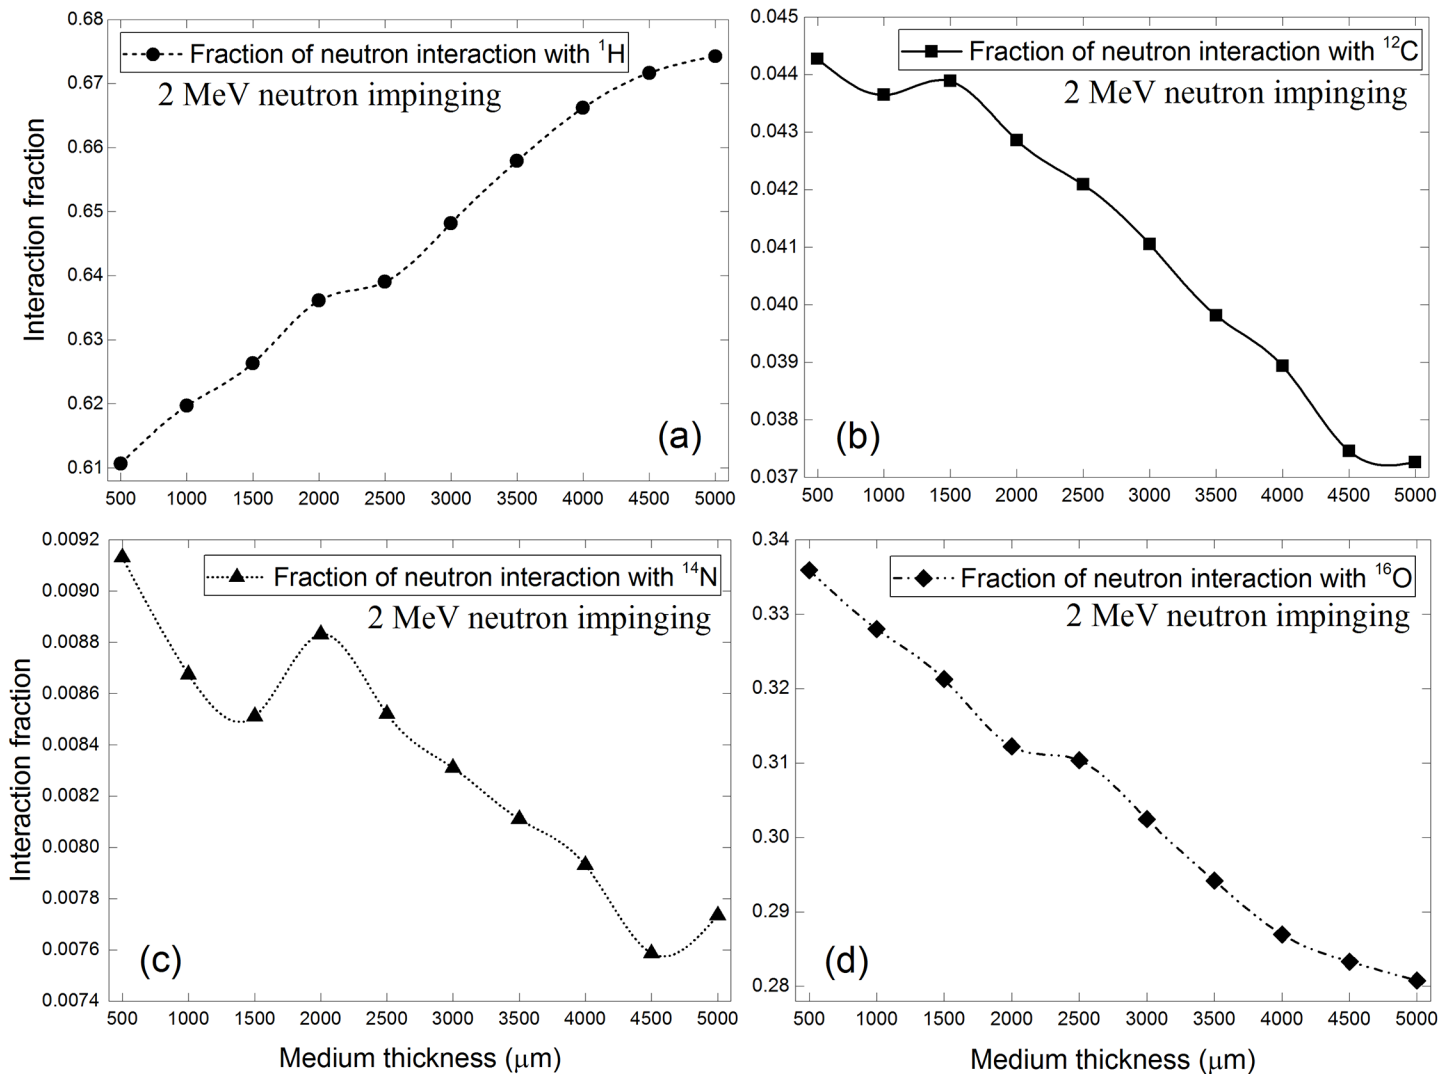 Fraction of neutron interaction with ¹H
2 MeV neutron impinging
Interaction fraction
0.68
0.67
0.66
0.65
0.64
0.63
0.62
0.61
500 1000 1500 2000 2500 3000 3500 4000 4500 5000
(a)
Fraction of neutron interaction with ¹²C
2 MeV neutron impinging
0.045
0.044
0.043
0.042
0.041
0.040
0.039
0.038
0.037
500 1000 1500 2000 2500 3000 3500 4000 4500 5000
(b)
Fraction of neutron interaction with ¹⁴N
2 MeV neutron impinging
Interaction fraction
0.0092
0.0090
0.0088
0.0086
0.0084
0.0082
0.0080
0.0078
0.0076
0.0074
500 1000 1500 2000 2500 3000 3500 4000 4500 5000
Medium thickness (μm)
(c)
Fraction of neutron interaction with ¹⁶O
2 MeV neutron impinging
0.34
0.33
0.32
0.31
0.30
0.29
0.28
500 1000 1500 2000 2500 3000 3500 4000 4500 5000
Medium thickness (μm)
(d)